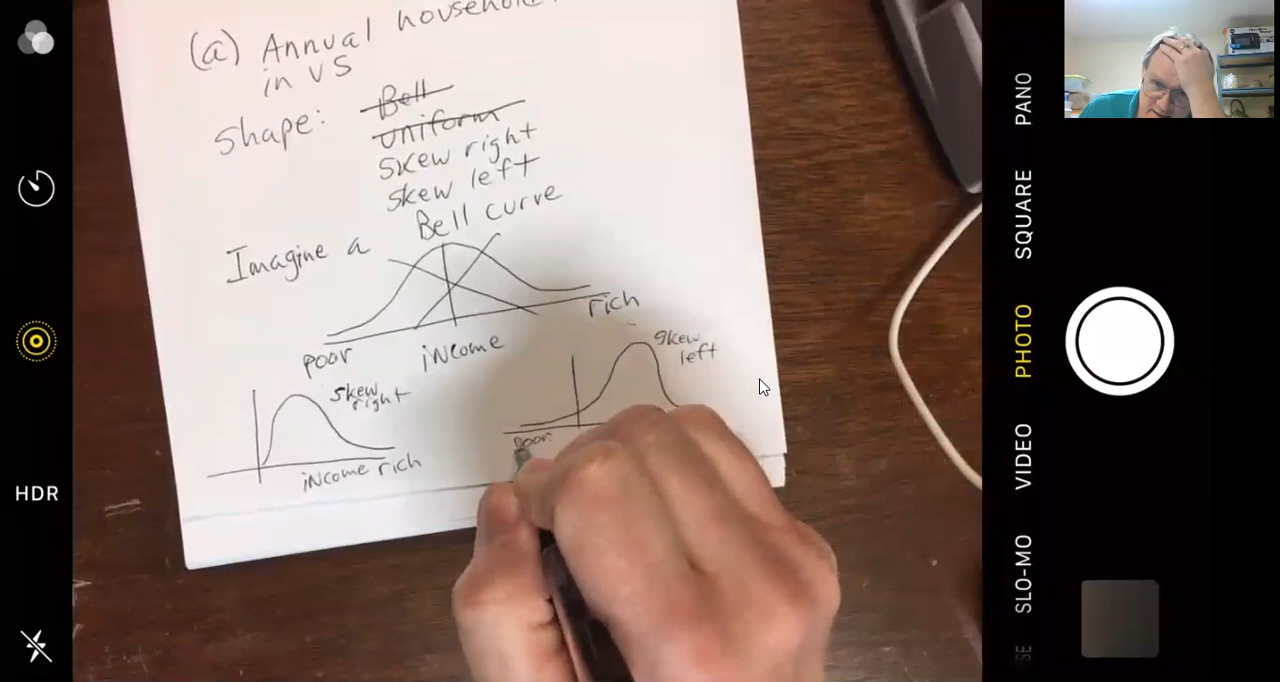 (a) Annual household
in US
Shape: Bell
uniform
skew right
skew left
Imagine a Bell curve
poor income rich
skew
right
income rich
skew
left
poor
HDR
PANO
SQUARE
PHOTO
VIDEO
SLO-MO
SE